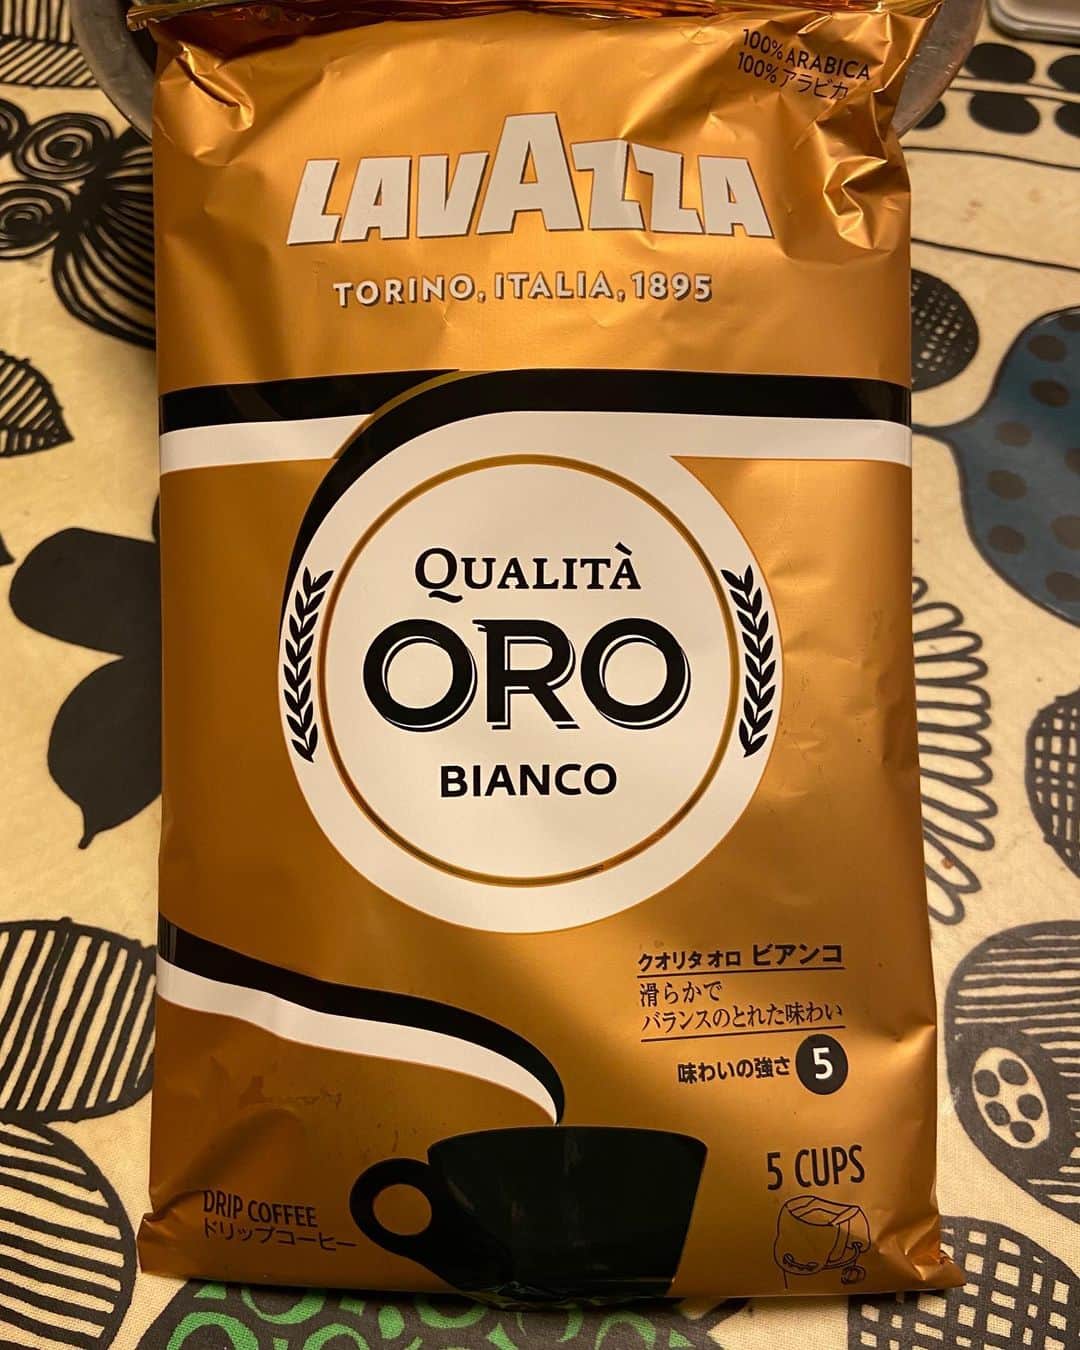 100% ARABICA
100% アラビカ
LAVAZZA
TORINO, ITALIA, 1895
QUALITÀ
ORO
BIANCO
クオリタ オロ ビアンコ
滑らかで
バランスのとれた味わい
味わいの強さ 5
5 CUPS
DRIP COFFEE
ドリップコーヒー